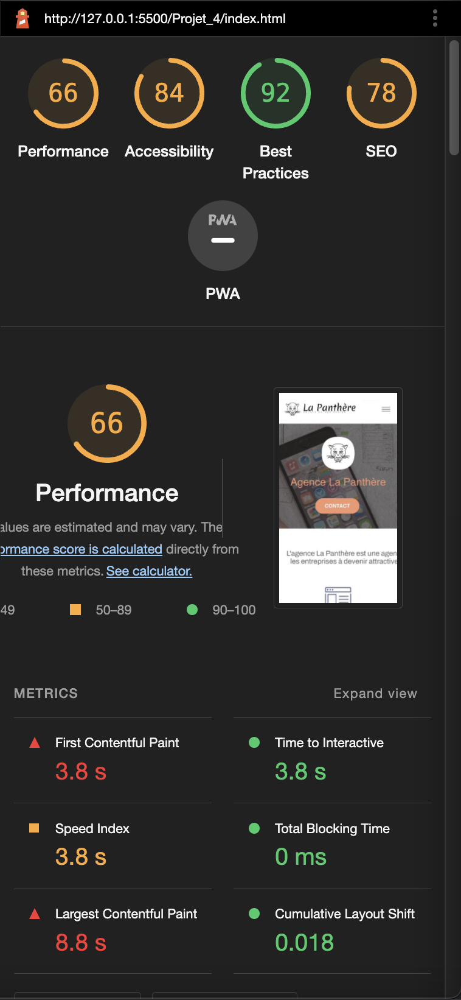 http://127.0.0.1:5500/Projet_4/index.html
66
84
92
78
Performance
Accessibility
Best
Practices
SEO
PWA
PWA
66
Performance
alues are estimated and may vary. The
ormance score is calculated directly from
these metrics. See calculator.
49
50–89
90–100
La Panthère
Agence La Panthère
CONTACT
L'agence La Panthère est une agen
les entreprises à devenir attractive
METRICS
Expand view
First Contentful Paint
3.8 s
Time to Interactive
3.8 s
Speed Index
3.8 s
Total Blocking Time
0 ms
Largest Contentful Paint
8.8 s
Cumulative Layout Shift
0.018